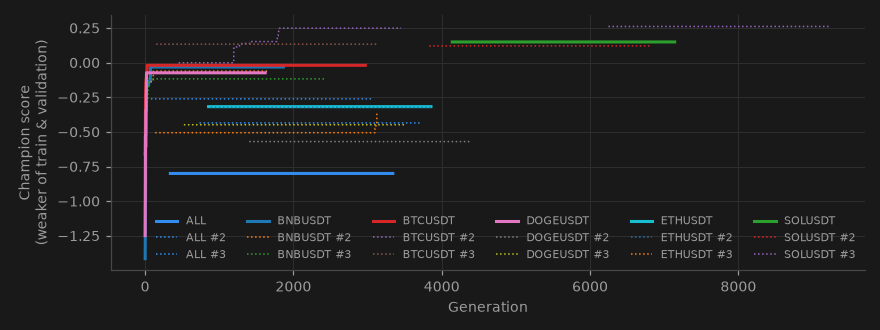 0.25
0.00
−0.25
−0.50
−0.75
−1.00
−1.25
Champion score
(weaker of train & validation)
ALL BNBUSDT BTCUSDT DOGEUSDT ETHUSDT SOLUSDT
ALL #2 BNBUSDT #2 BTCUSDT #2 DOGEUSDT #2 ETHUSDT #2 SOLUSDT #2
ALL #3 BNBUSDT #3 BTCUSDT #3 DOGEUSDT #3 ETHUSDT #3 SOLUSDT #3
0 2000 4000 6000 8000
Generation